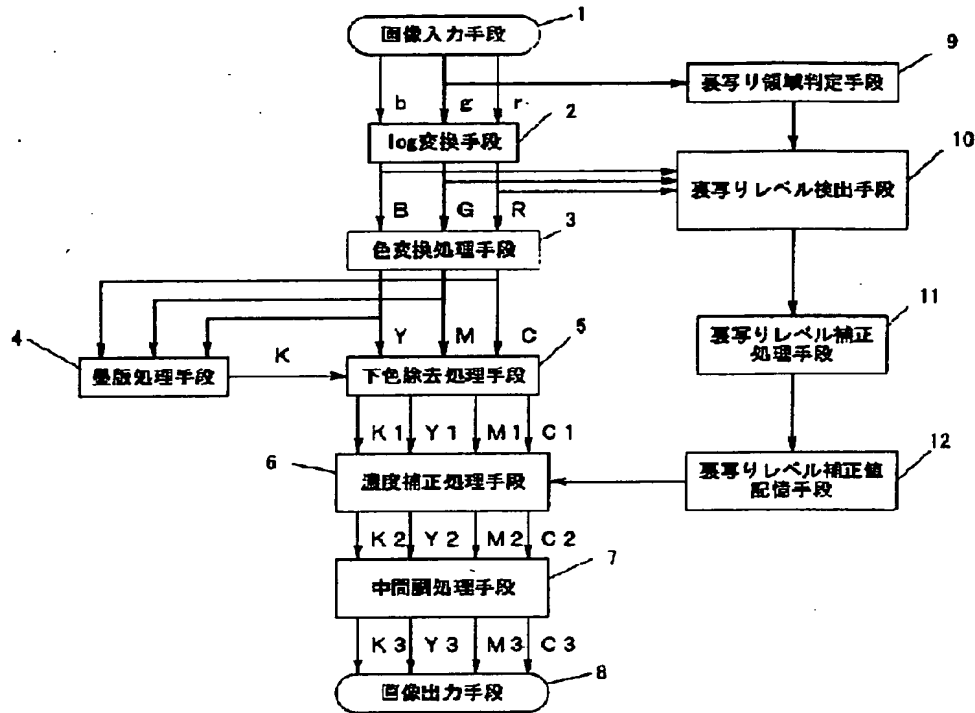 画像入力手段
1
b g r
裏写り領域判定手段
9
log変換手段
2
裏写りレベル検出手段
10
B G R
色変換処理手段
3
裏写りレベル補正
処理手段
11
Y M C
墨版処理手段
4
K
下色除去処理手段
5
K1 Y1 M1 C1
濃度補正処理手段
6
裏写りレベル補正値
記憶手段
12
K2 Y2 M2 C2
中間調処理手段
7
K3 Y3 M3 C3
画像出力手段
8